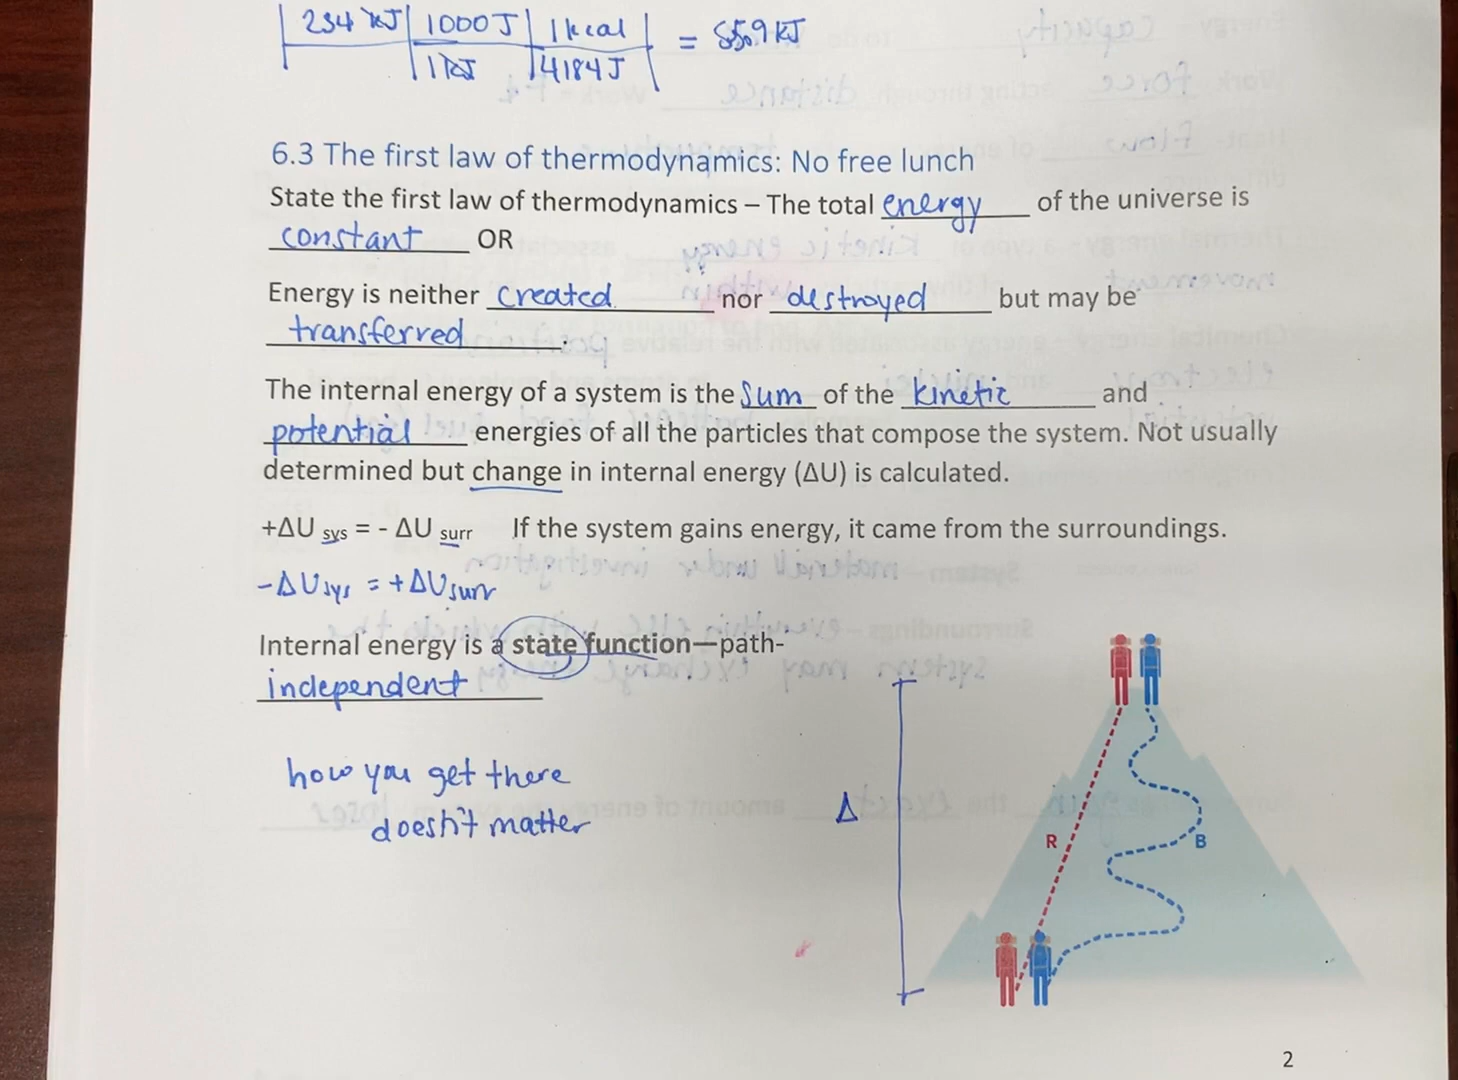 234 kJ | 1000 J | 1 kcal = 55.9 kJ
1 kJ | 4184 J
6.3 The first law of thermodynamics: No free lunch
State the first law of thermodynamics – The total energy of the universe is
constant OR
Energy is neither created nor destroyed but may be
transferred.
The internal energy of a system is the sum of the kinetic and
potential energies of all the particles that compose the system. Not usually
determined but change in internal energy (ΔU) is calculated.
+ΔU sys = - ΔU surr If the system gains energy, it came from the surroundings.
-ΔUsys = +ΔUsurr
Internal energy is a state function—path-
independent
how you get there
doesn't matter
Δ
R
B
2